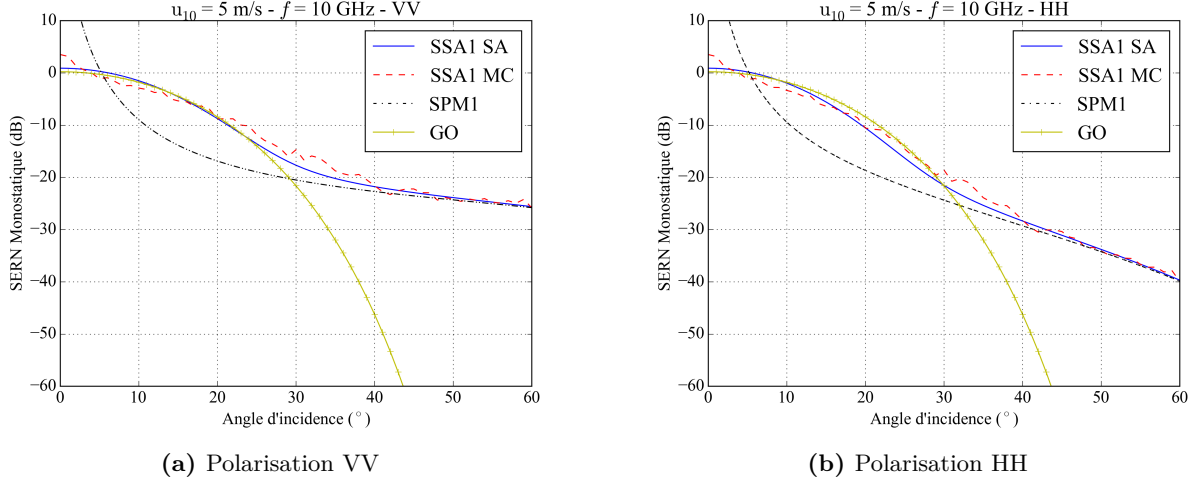 u10 = 5 m/s - f = 10 GHz - VV
10
0
−10
−20
−30
−40
−50
−60
0
10
20
30
40
50
60
SERN Monostatique (dB)
Angle d'incidence (°)
SSA1 SA
SSA1 MC
SPM1
GO
(a) Polarisation VV
u10 = 5 m/s - f = 10 GHz - HH
10
0
−10
−20
−30
−40
−50
−60
0
10
20
30
40
50
60
SERN Monostatique (dB)
Angle d'incidence (°)
SSA1 SA
SSA1 MC
SPM1
GO
(b) Polarisation HH